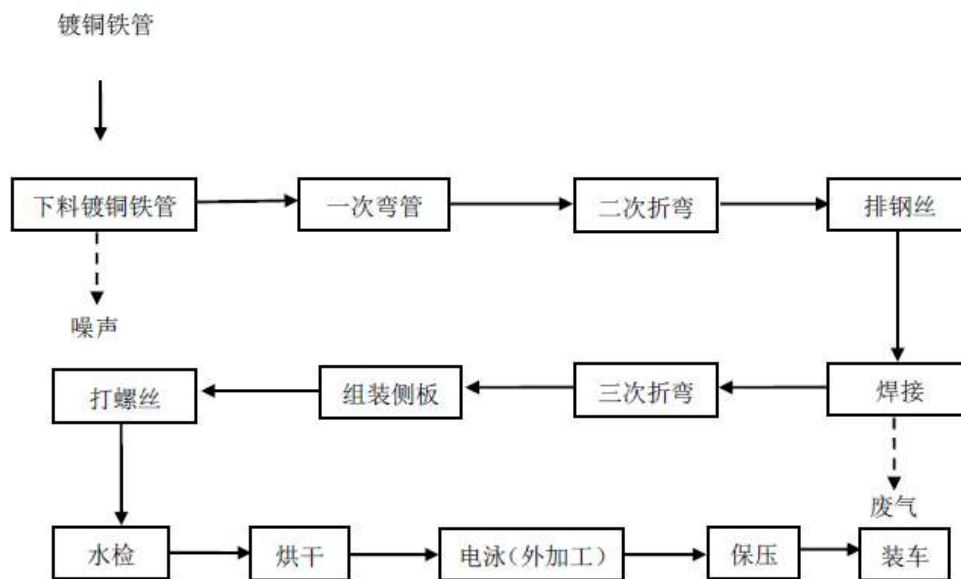 镀铜铁管
下料镀铜铁管
一次弯管
二次折弯
排钢丝
噪声
打螺丝
组装侧板
三次折弯
焊接
废气
水检
烘干
电泳（外加工）
保压
装车